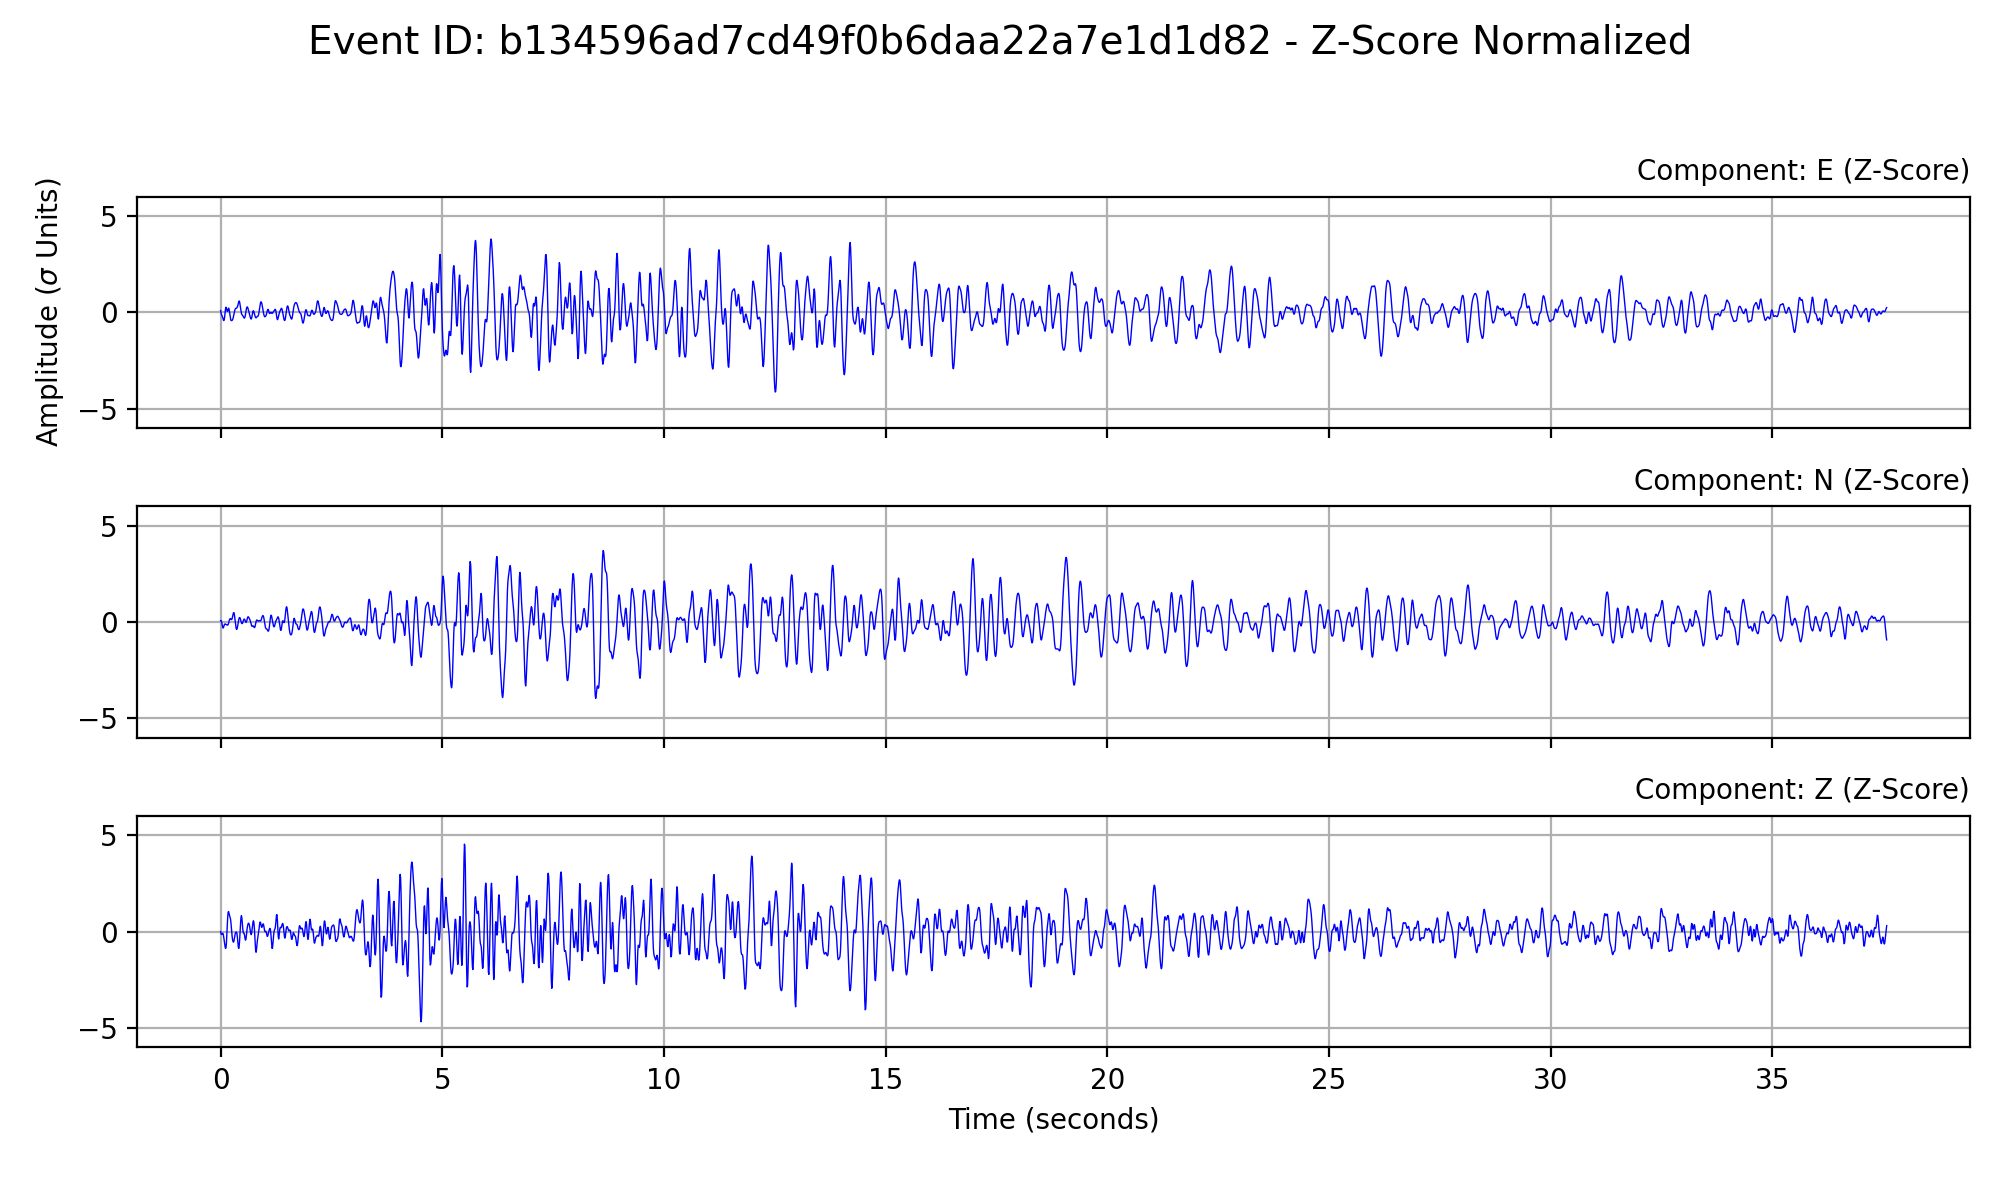 Event ID: b134596ad7cd49f0b6daa22a7e1d1d82 - Z-Score Normalized
Component: E (Z-Score)
Amplitude (σ Units)
5
0
−5
Component: N (Z-Score)
5
0
−5
Component: Z (Z-Score)
5
0
−5
0 5 10 15 20 25 30 35
Time (seconds)